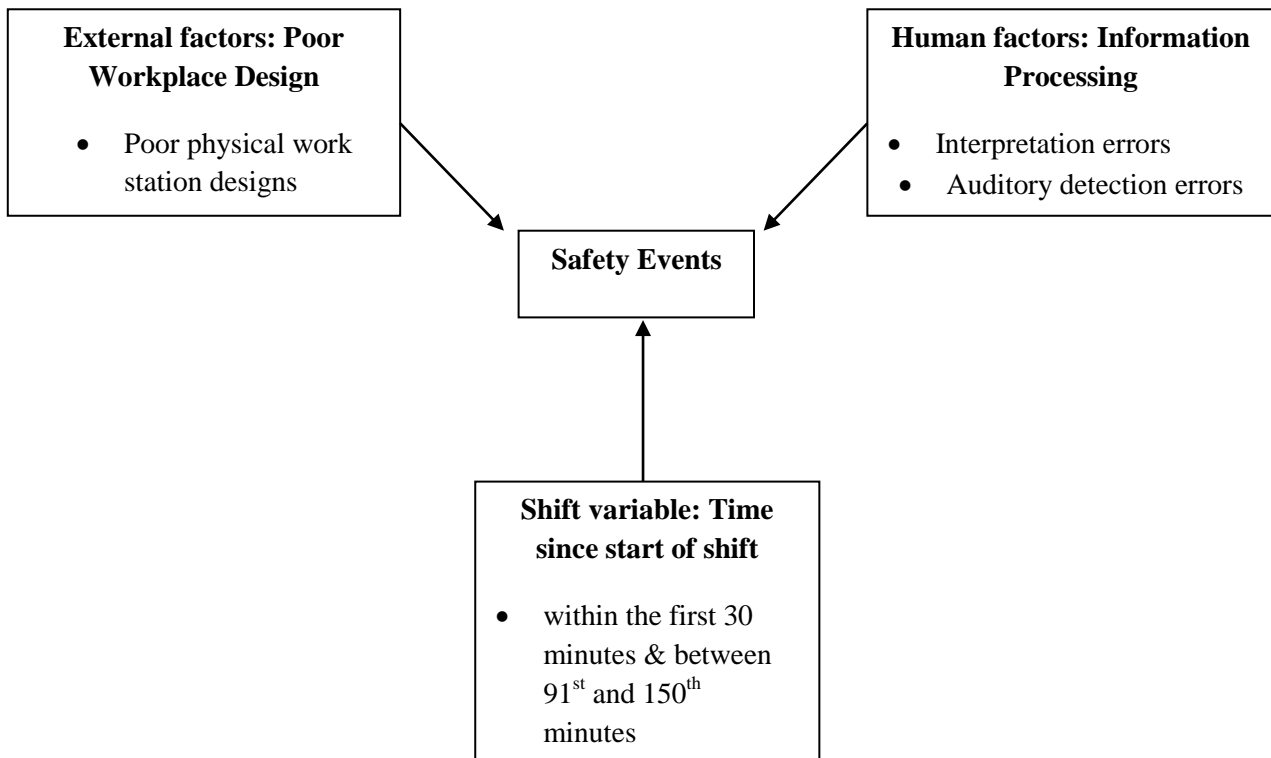 External factors: Poor
Workplace Design
• Poor physical work
station designs
Human factors: Information
Processing
• Interpretation errors
• Auditory detection errors
Safety Events
Shift variable: Time
since start of shift
• within the first 30
minutes & between
91st and 150th
minutes